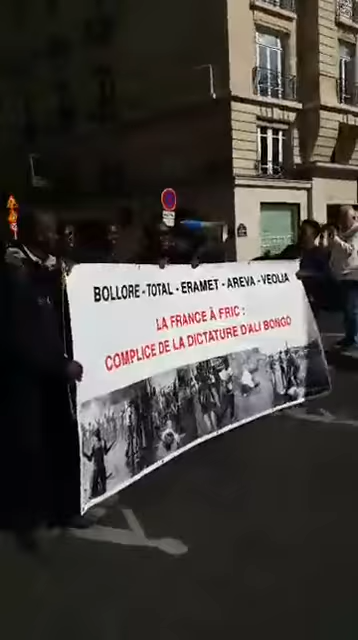 BOLLORE - TOTAL - ERAMET - AREVA - VEOLIA
LA FRANCE À FRIC :
COMPLICE DE LA DICTATURE D'ALI BONGO